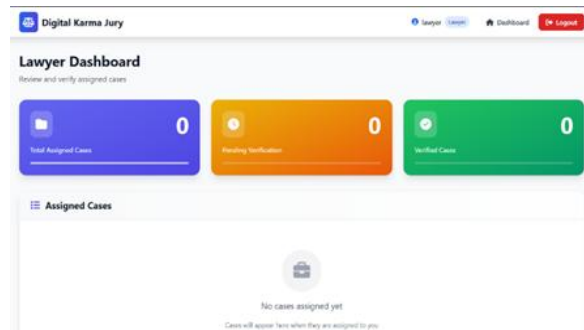 Digital Karma Jury
lawyer Lawyer Dashboard Logout
Lawyer Dashboard
Review and verify assigned cases
0 0 0
Total Assigned Cases Pending Verification Verified Cases
Assigned Cases
No cases assigned yet
Cases will appear here when they are assigned to you